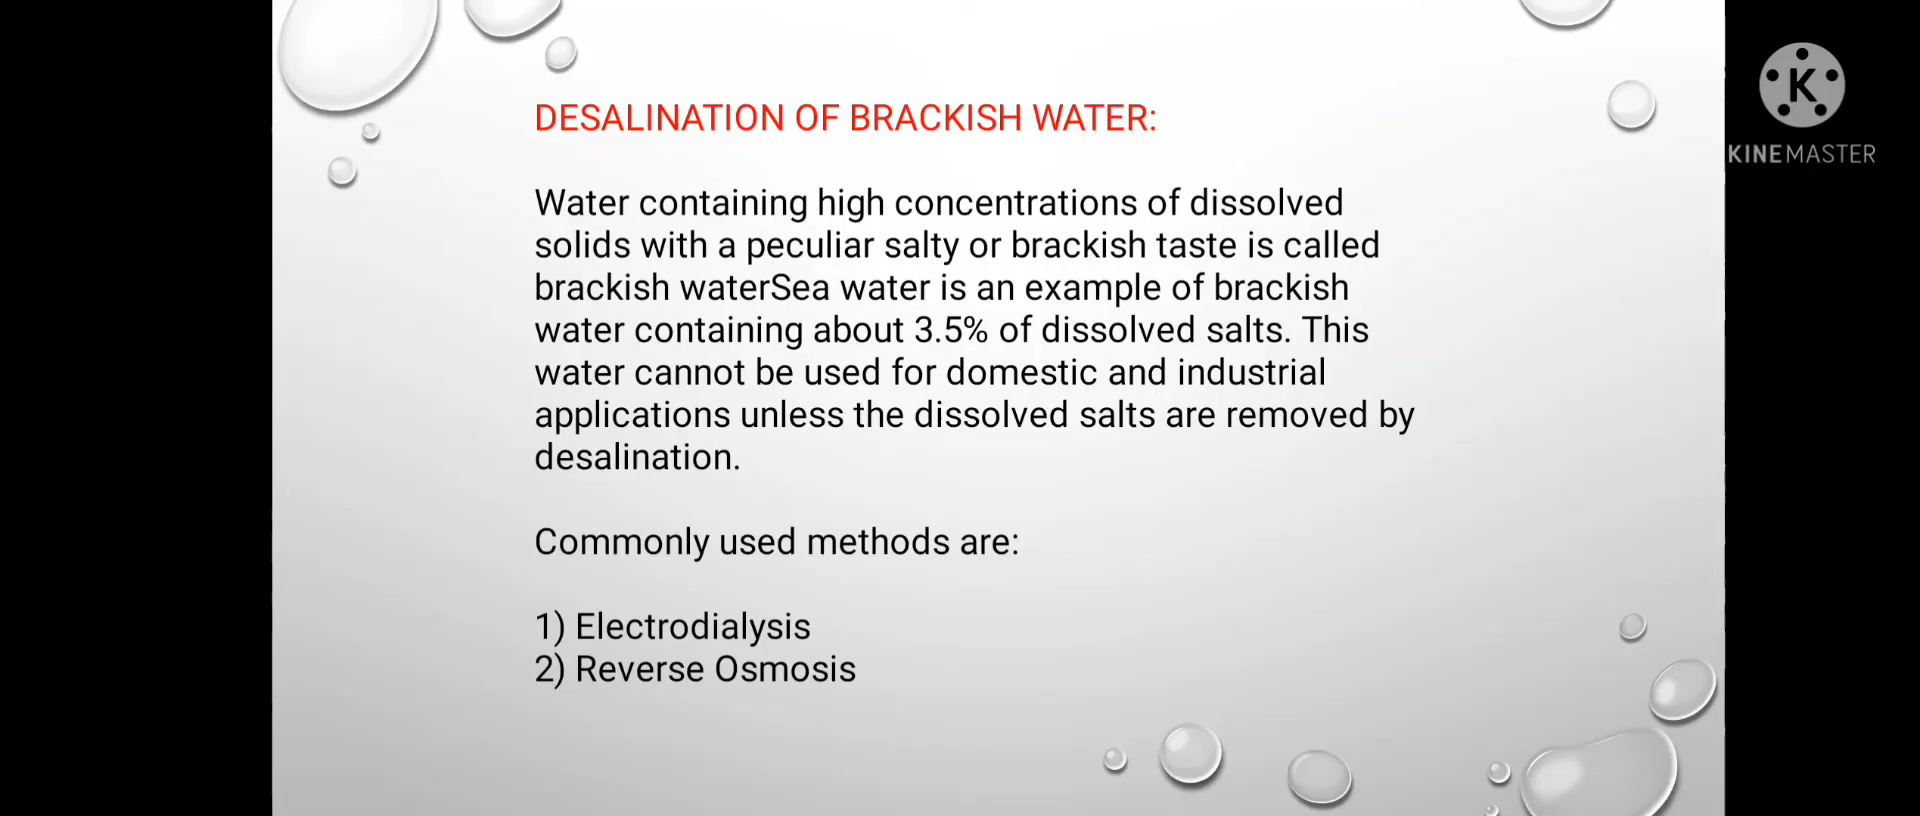 DESALINATION OF BRACKISH WATER:
Water containing high concentrations of dissolved
solids with a peculiar salty or brackish taste is called
brackish waterSea water is an example of brackish
water containing about 3.5% of dissolved salts. This
water cannot be used for domestic and industrial
applications unless the dissolved salts are removed by
desalination.
Commonly used methods are:
1) Electrodialysis
2) Reverse Osmosis
K
KINEMASTER